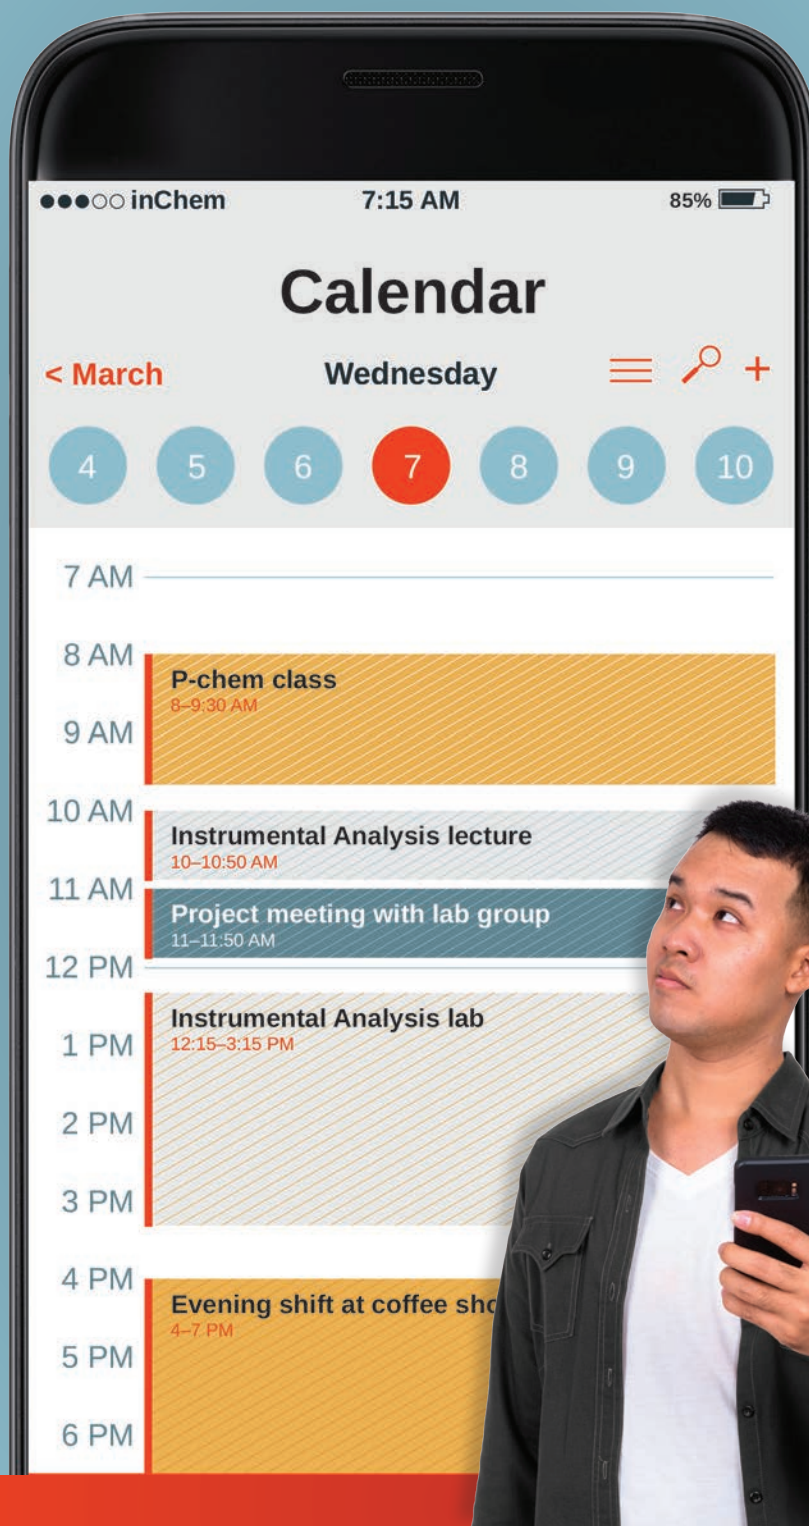 ●●●○○ inChem 7:15 AM 85%
Calendar
< March Wednesday +
4 5 6 7 8 9 10
7 AM
8 AM
P-chem class
8–9:30 AM
9 AM
10 AM
Instrumental Analysis lecture
10–10:50 AM
11 AM
Project meeting with lab group
11–11:50 AM
12 PM
Instrumental Analysis lab
12:15–3:15 PM
1 PM
2 PM
3 PM
4 PM
Evening shift at coffee
4–7 PM
5 PM
6 PM